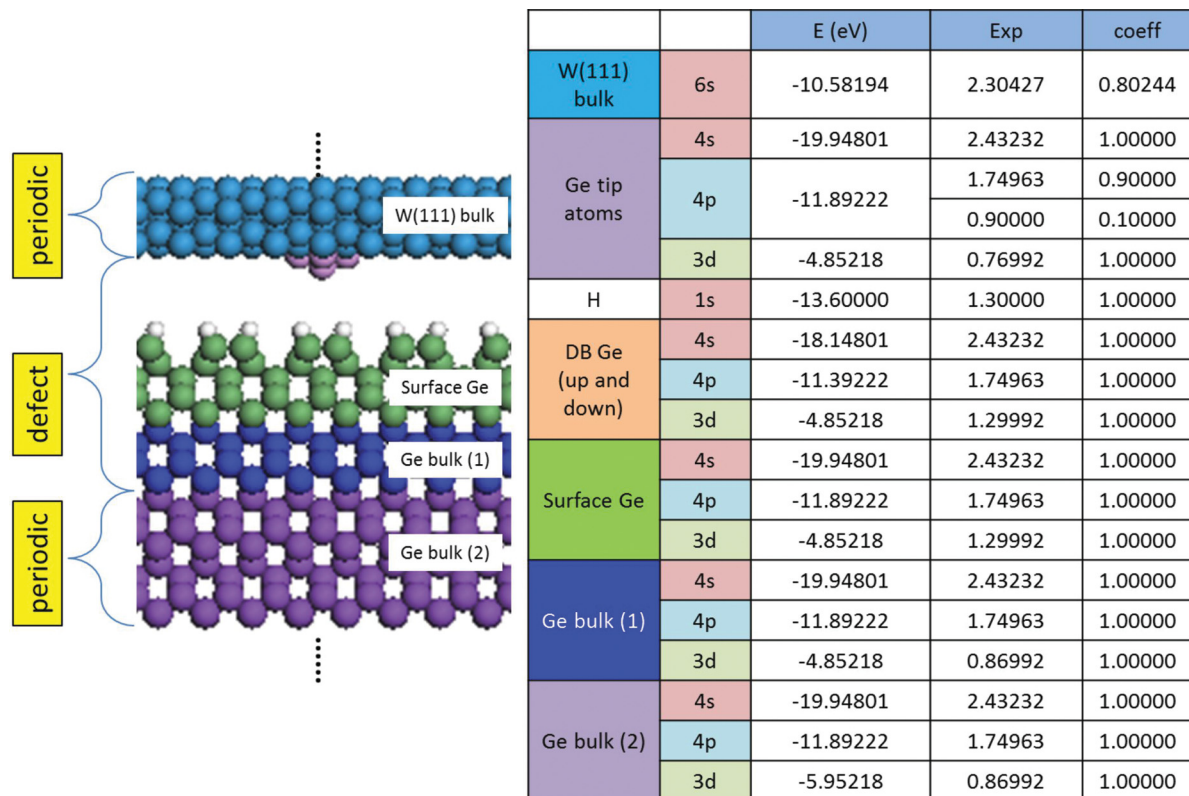 periodic
defect
periodic
W(111) bulk
Surface Ge
Ge bulk (1)
Ge bulk (2)
E (eV) Exp coeff
W(111) bulk 6s -10.58194 2.30427 0.80244
Ge tip atoms 4s -19.94801 2.43232 1.00000
4p -11.89222 1.74963 0.90000
0.90000 0.10000
3d -4.85218 0.76992 1.00000
H 1s -13.60000 1.30000 1.00000
DB Ge (up and down) 4s -18.14801 2.43232 1.00000
4p -11.39222 1.74963 1.00000
3d -4.85218 1.29992 1.00000
Surface Ge 4s -19.94801 2.43232 1.00000
4p -11.89222 1.74963 1.00000
3d -4.85218 1.29992 1.00000
Ge bulk (1) 4s -19.94801 2.43232 1.00000
4p -11.89222 1.74963 1.00000
3d -4.85218 0.86992 1.00000
Ge bulk (2) 4s -19.94801 2.43232 1.00000
4p -11.89222 1.74963 1.00000
3d -5.95218 0.86992 1.00000